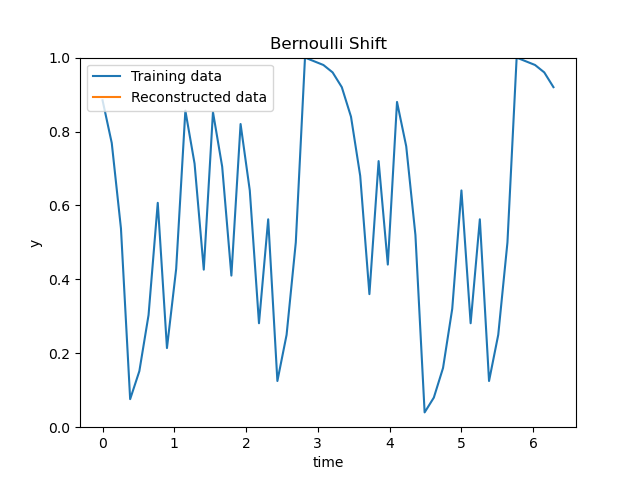 Bernoulli Shift
Training data
Reconstructed data
y
1.0
0.8
0.6
0.4
0.2
0.0
0 1 2 3 4 5 6
time